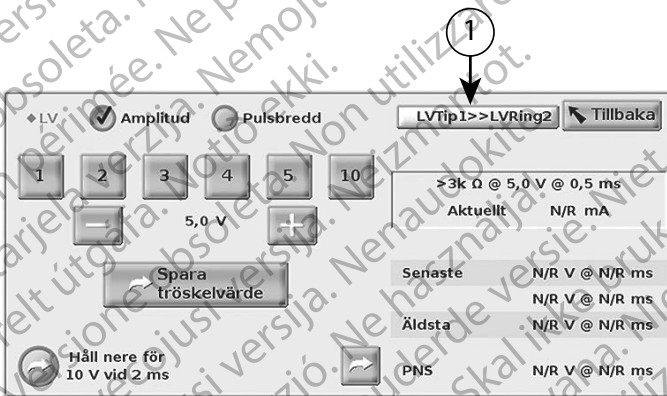 1
LV Amplitud Pulsbredd LVTip1>>LVRing2 Tillbaka
1 2 3 4 5 10
5,0 V
>3k Ω @ 5,0 V @ 0,5 ms
Aktuellt N/R mA
Spara
tröskelvärde
Senaste N/R V @ N/R ms
N/R V @ N/R ms
Äldsta N/R V @ N/R ms
Håll nere för
10 V vid 2 ms
PNS N/R V @ N/R ms